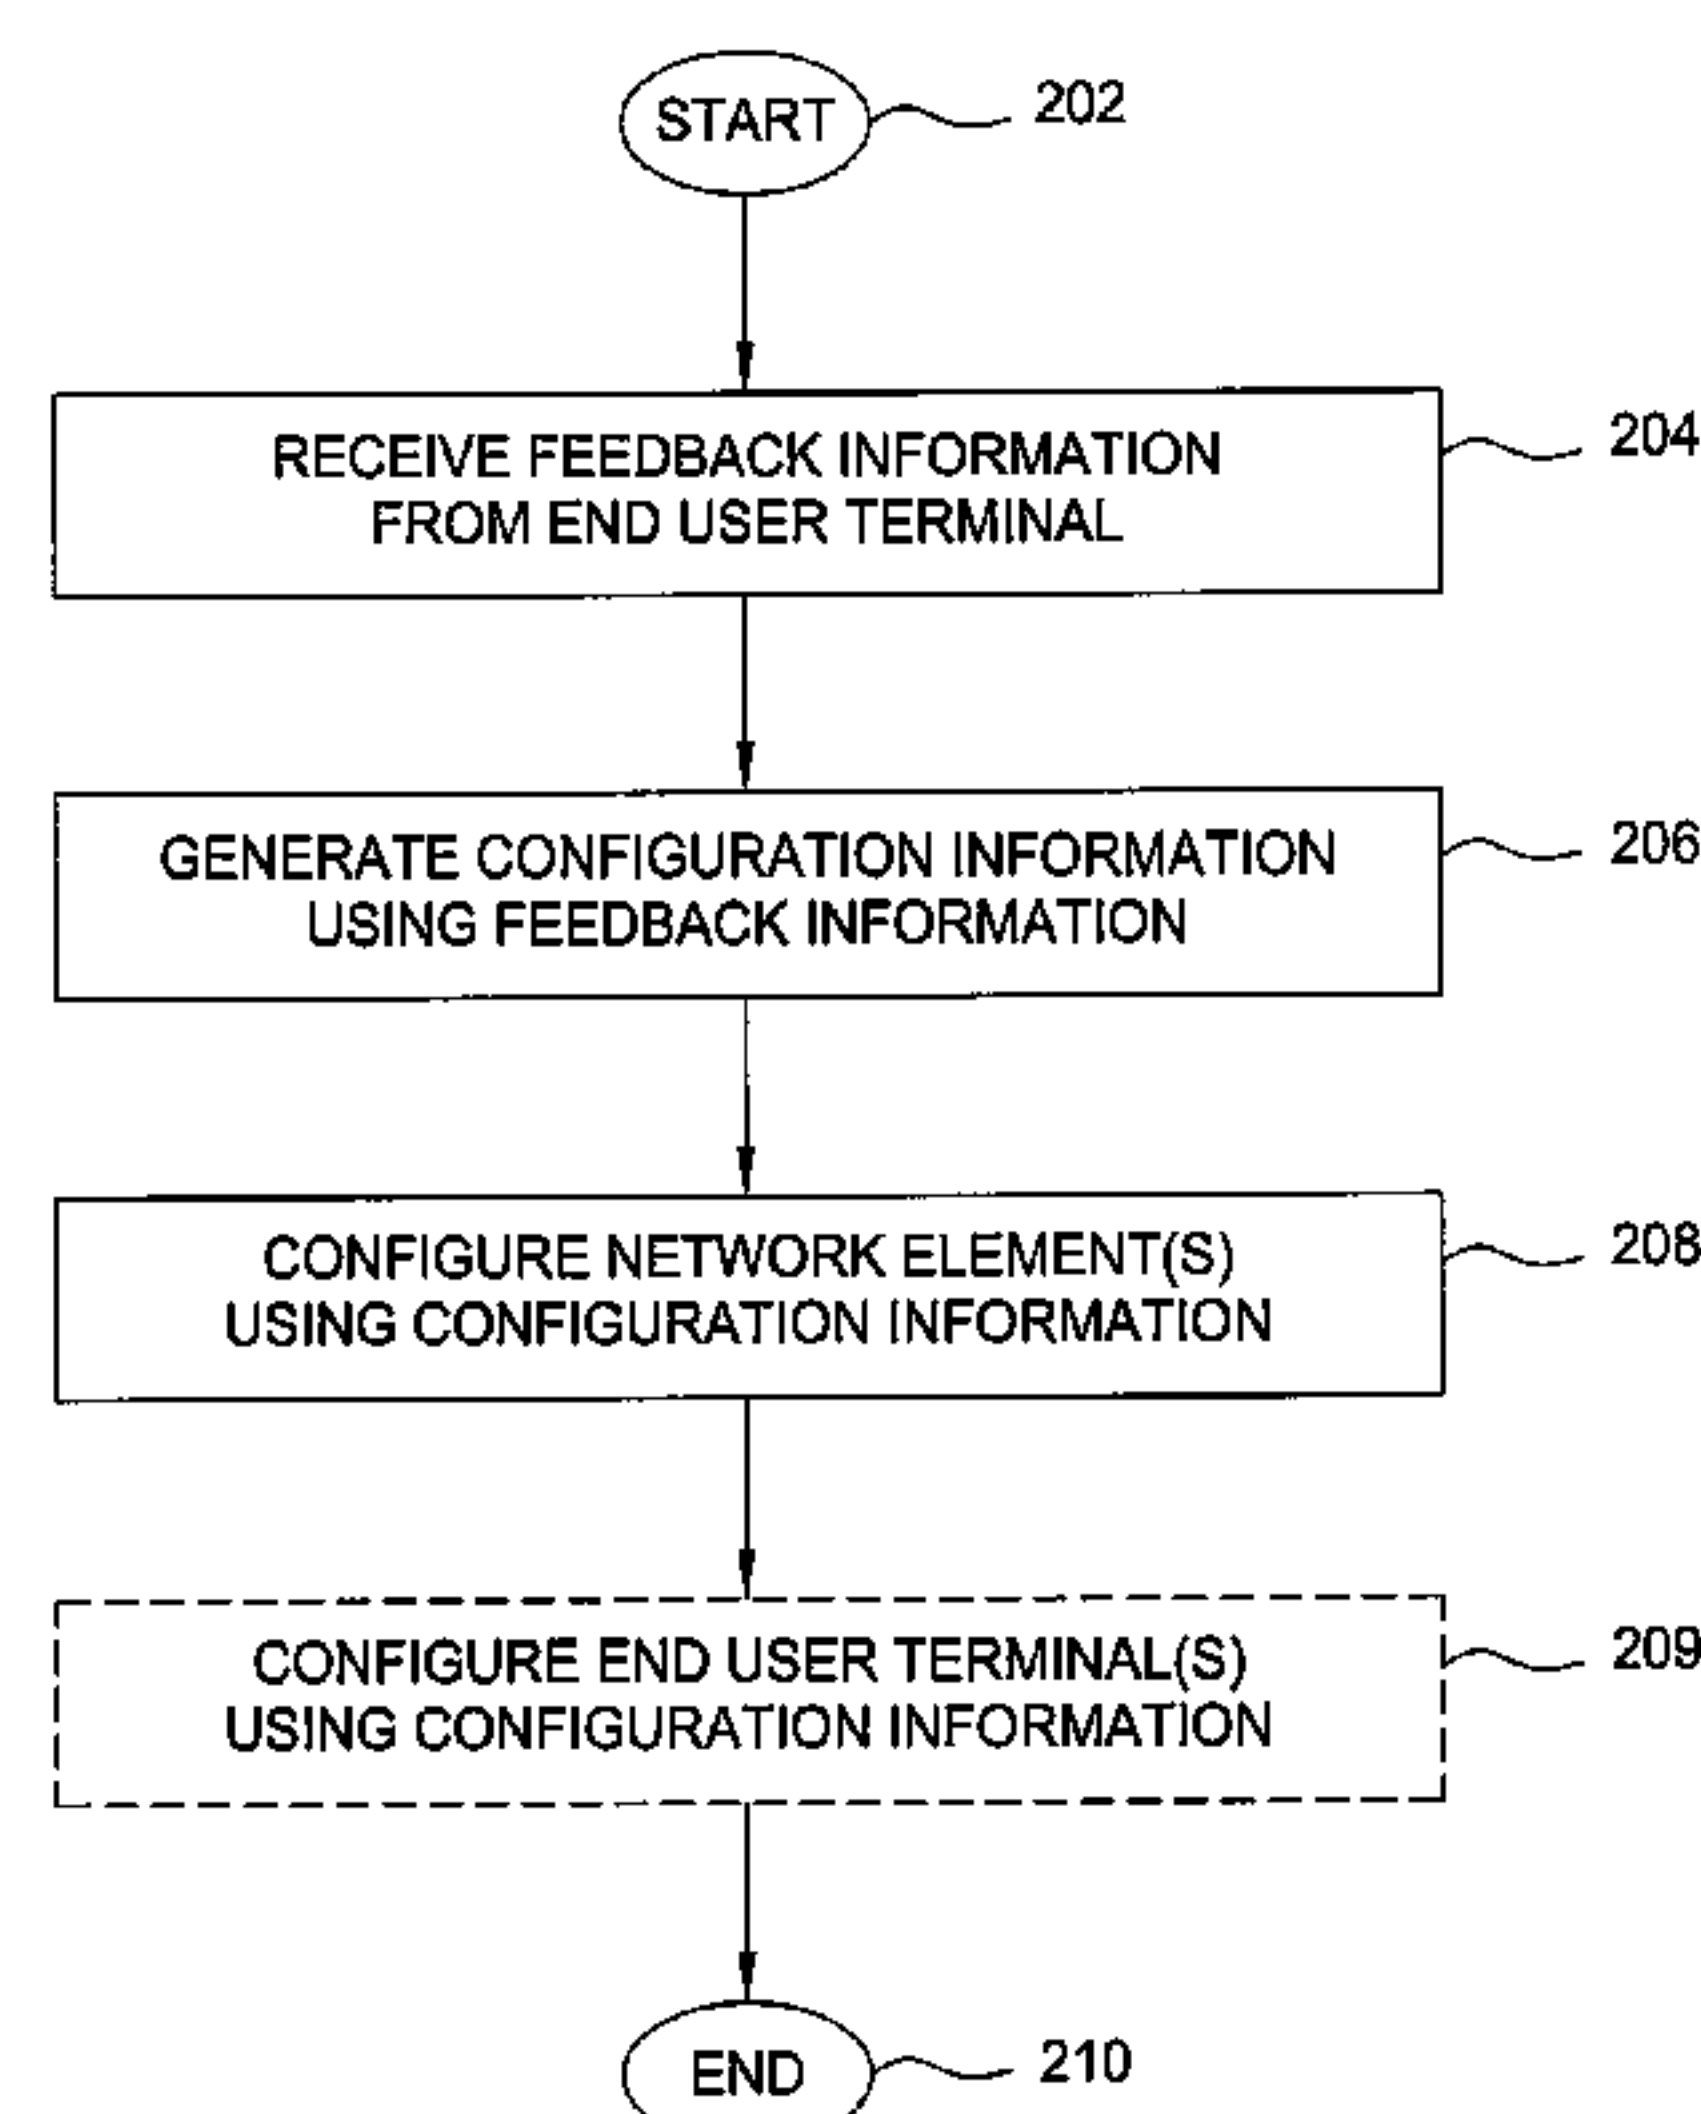 START
202
RECEIVE FEEDBACK INFORMATION
FROM END USER TERMINAL
204
GENERATE CONFIGURATION INFORMATION
USING FEEDBACK INFORMATION
206
CONFIGURE NETWORK ELEMENT(S)
USING CONFIGURATION INFORMATION
208
CONFIGURE END USER TERMINAL(S)
USING CONFIGURATION INFORMATION
209
END
210